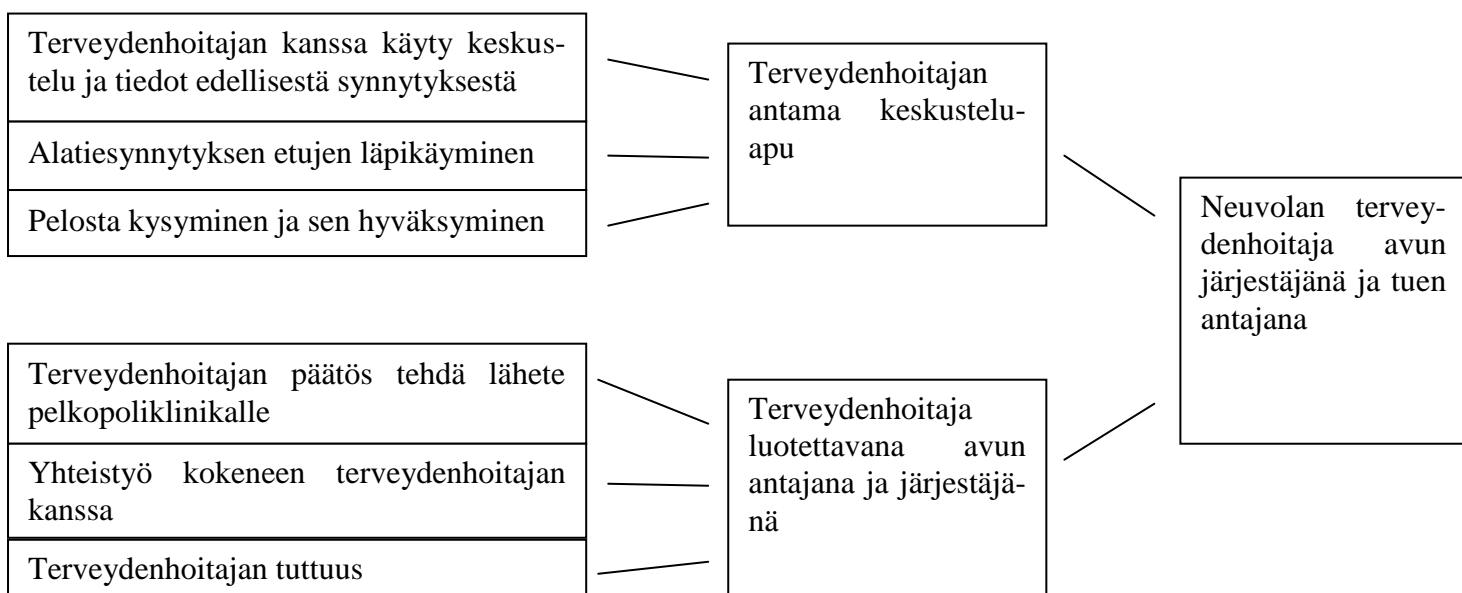 Terveydenhoitajan kanssa käyty keskus-
telu ja tiedot edellisestä synnytyksestä
Alatiesynnytyksen etujen läpikäyminen
Pelosta kysyminen ja sen hyväksyminen
Terveydenhoitajan
antama keskustelu-
apu
Neuvolan tervey-
denhoitaja avun
järjestäjänä ja tuen
antajana
Terveydenhoitajan päätös tehdä lähete
pelkopoliklinikalle
Yhteistyö kokeneen terveydenhoitajan
kanssa
Terveydenhoitajan tuttuus
Terveydenhoitaja
luotettavana avun
antajana ja järjestäjä-
nä